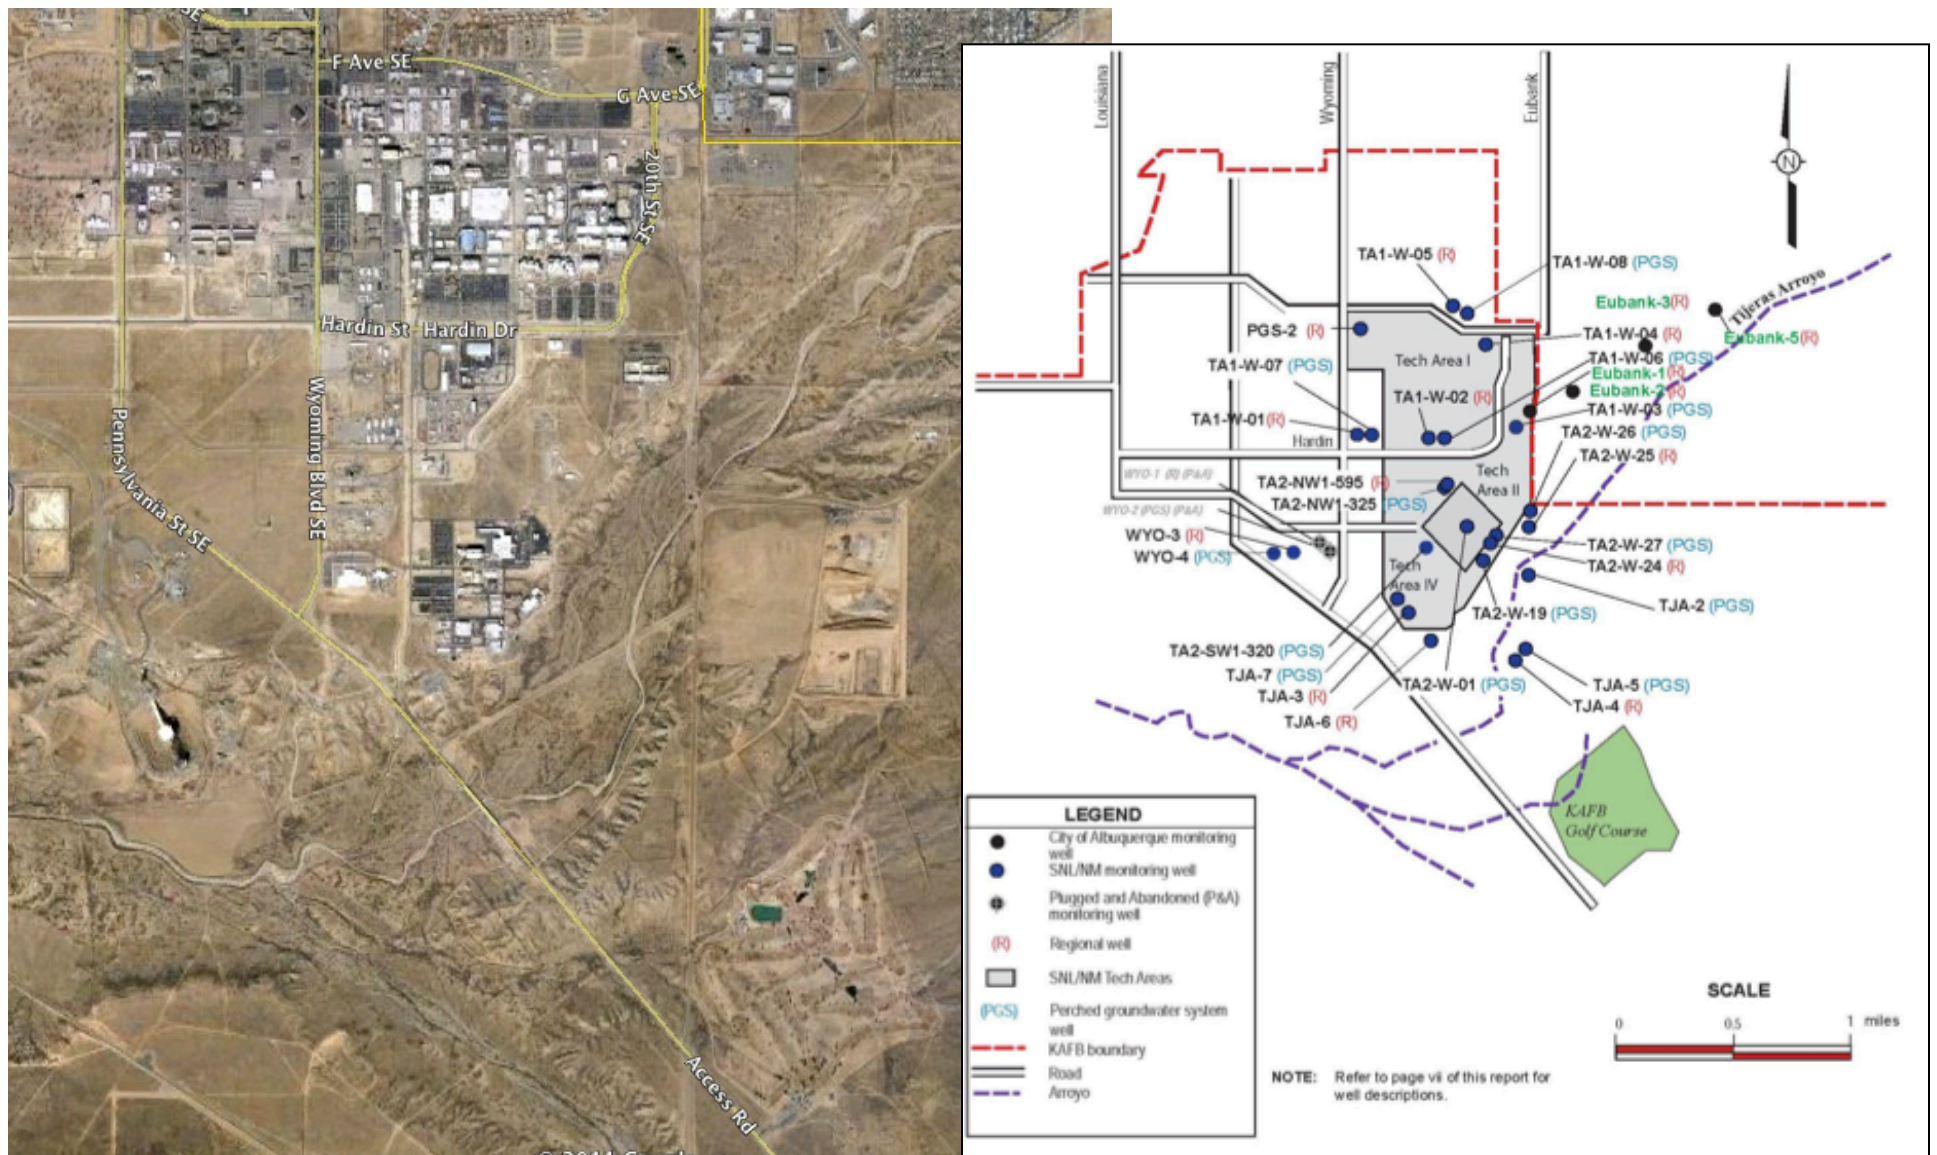 SE
F Ave SE
G Ave SE
20th St SE
Hardin St
Hardin Dr
Wyoming Blvd SE
Pennsylvania St SE
Access Rd
Louisiana
Wyoming
Eubank
N
TA1-W-05 (R)
TA1-W-08 (PGS)
Tijeras Arroyo
Eubank-3(R)
PGS-2 (R)
TA1-W-04 (R)
Eubank-5(R)
Tech Area I
TA1-W-06 (PGS)
TA1-W-07 (PGS)
Eubank-1(R)
Eubank-2(R)
TA1-W-02 (R)
TA1-W-03 (PGS)
TA1-W-01(R)
Hardin
TA2-W-26 (PGS)
TA2-W-25 (R)
WYO-1 (R) (P&A)
Tech
Area II
TA2-NW1-595 (R)
TA2-NW1-325 (PGS)
WYO-2 (PGS) (P&A)
WYO-3 (R)
WYO-4 (PGS)
TA2-W-27 (PGS)
TA2-W-24 (R)
Tech
Area IV
TJA-2 (PGS)
TA2-W-19 (PGS)
TA2-SW1-320 (PGS)
TJA-7 (PGS)
TA2-W-01 (PGS)
TJA-5 (PGS)
TJA-3 (R)
TJA-4 (R)
TJA-6 (R)
KAFB
Golf Course
LEGEND
City of Albuquerque monitoring
well
SNL/NM monitoring well
Plugged and Abandoned (P&A)
monitoring well
(R) Regional well
SNL/NM Tech Areas
(PGS) Perched groundwater system
well
KAFB boundary
Road
Arroyo
SCALE
0 0.5 1 miles
NOTE: Refer to page vii of this report for
well descriptions.